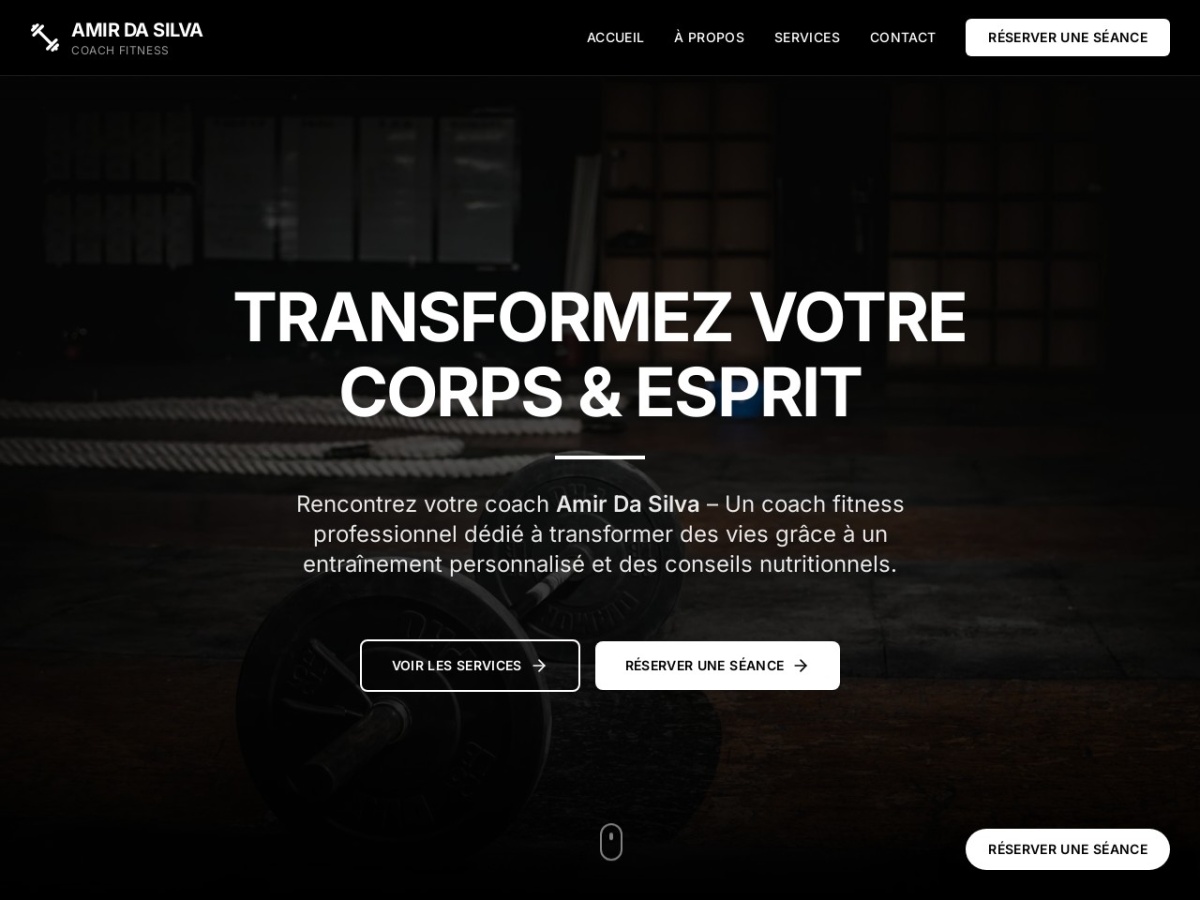 AMIR DA SILVA
COACH FITNESS
ACCUEIL
À PROPOS
SERVICES
CONTACT
RÉSERVER UNE SÉANCE
TRANSFORMEZ VOTRE
CORPS & ESPRIT
Rencontrez votre coach Amir Da Silva – Un coach fitness
professionnel dédié à transformer des vies grâce à un
entraînement personnalisé et des conseils nutritionnels.
VOIR LES SERVICES
RÉSERVER UNE SÉANCE
RÉSERVER UNE SÉANCE